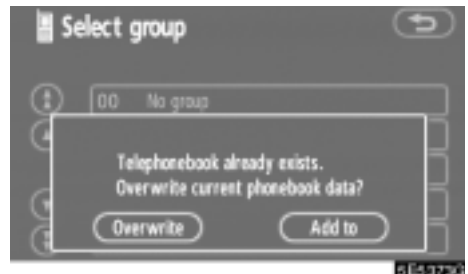 Select group
00 No group
Telephonebook already exists.
Overwrite current phonebook data?
Overwrite Add to